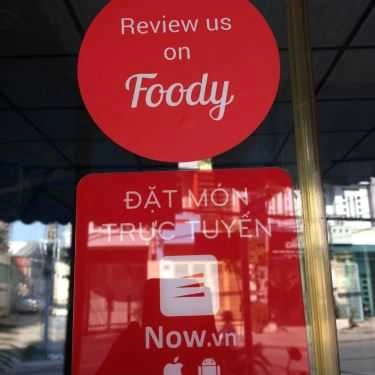 Review us
on
Foody
ĐẶT MÓN
TRỰC TUYẾN
Now.vn